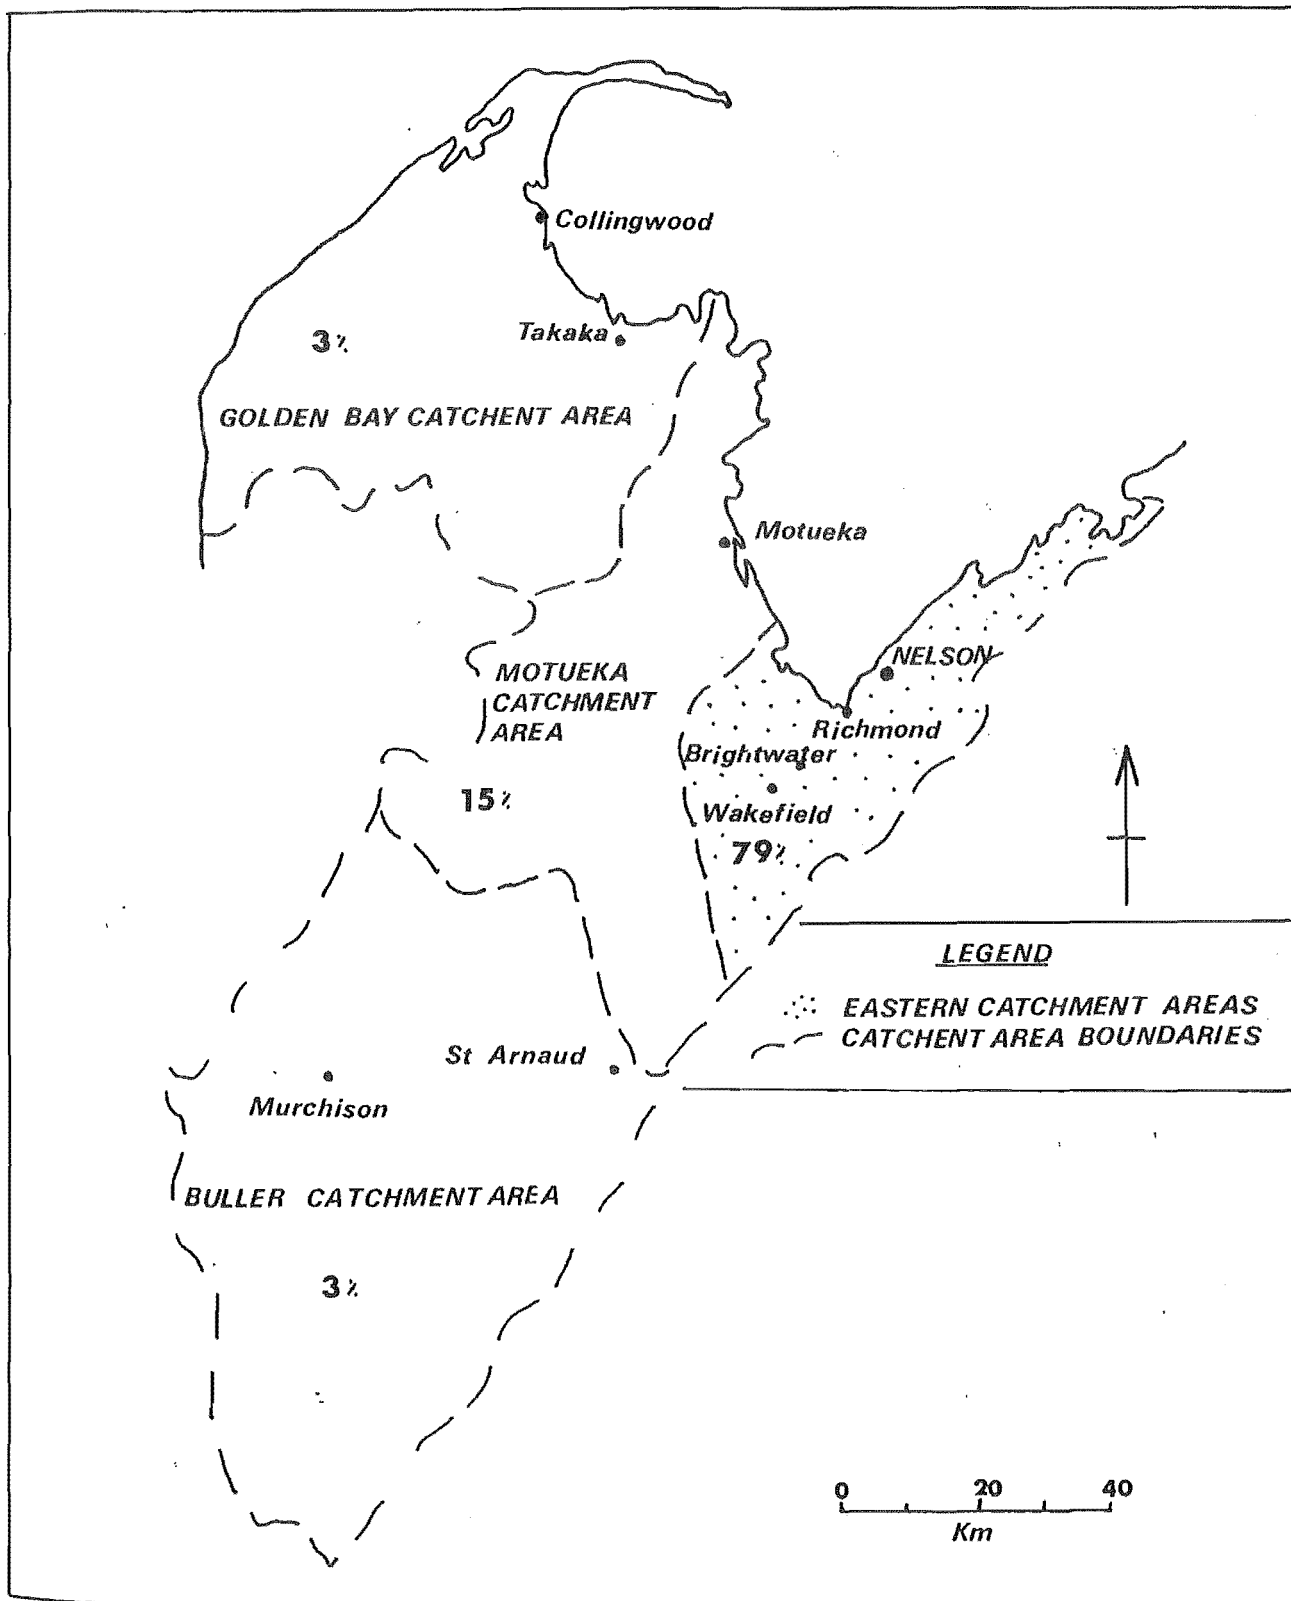 Collingwood
Takaka
3%
GOLDEN BAY CATCHENT AREA
Motueka
NELSON
MOTUEKA
CATCHMENT
AREA
Richmond
Brightwater
15%
Wakefield
79%
LEGEND
EASTERN CATCHMENT AREAS
CATCHENT AREA BOUNDARIES
St Arnaud
Murchison
BULLER CATCHMENT AREA
3%
0 20 40
Km